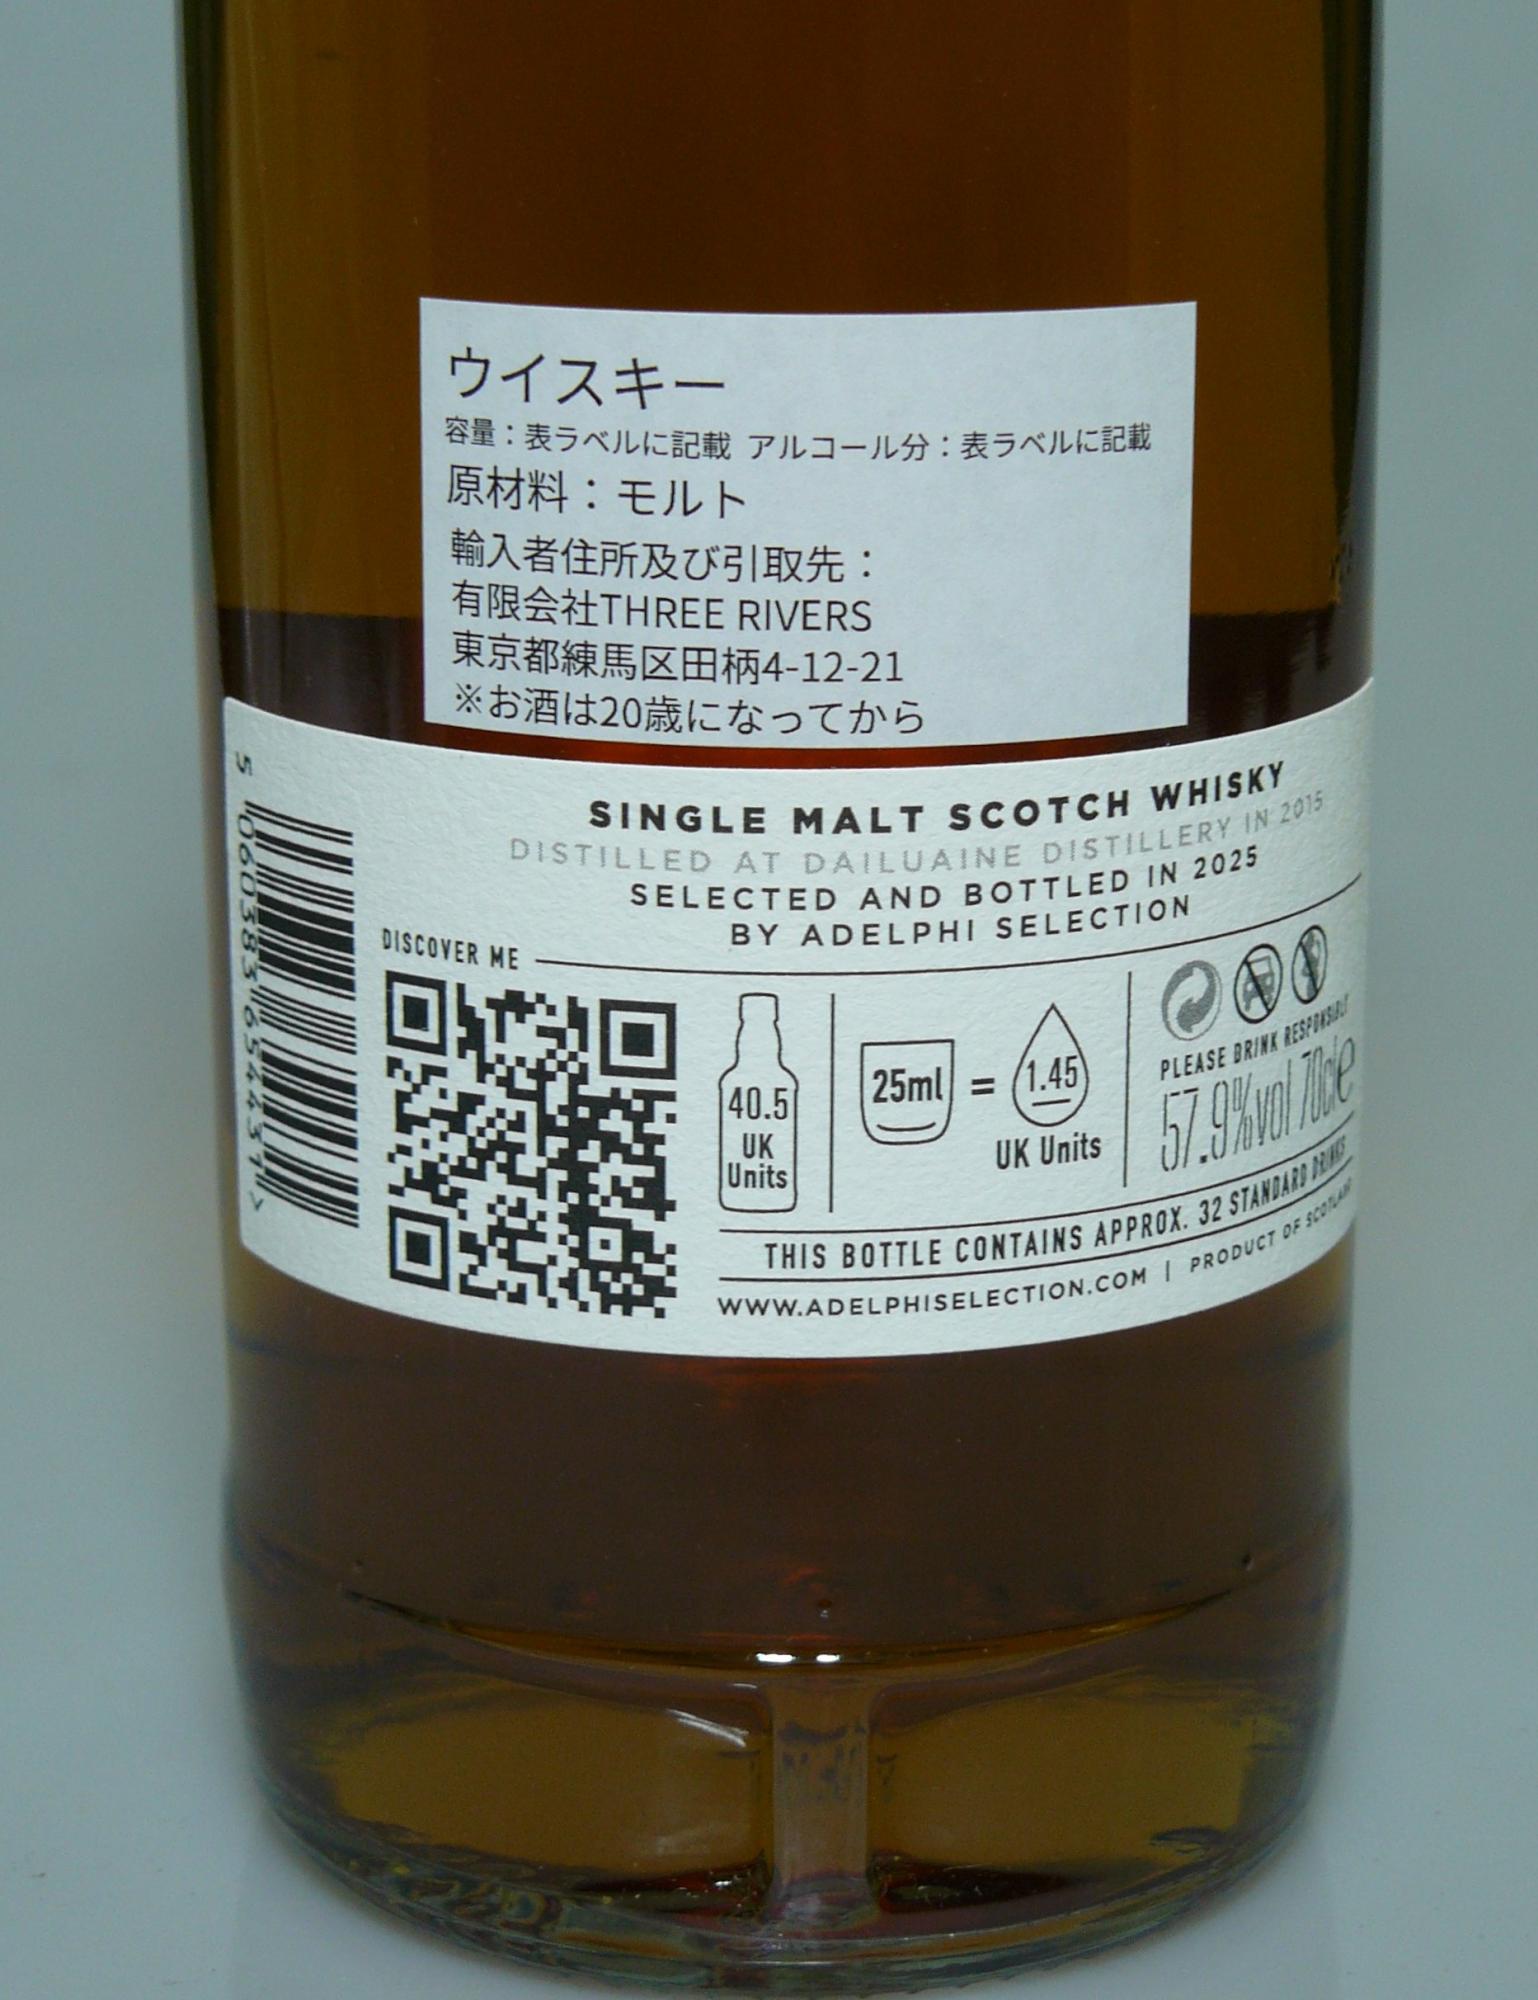 ウイスキー
容量：表ラベルに記載 アルコール分：表ラベルに記載
原材料：モルト
輸入者住所及び引取先：
有限会社THREE RIVERS
東京都練馬区田柄4-12-21
※お酒は20歳になってから
SINGLE MALT SCOTCH WHISKY
DISTILLED AT DAILUAINE DISTILLERY IN 2015
SELECTED AND BOTTLED IN 2025
BY ADELPHI SELECTION
5 060383 654431 >
DISCOVER ME
40.5
UK
Units
25ml = 1.45
UK Units
PLEASE DRINK RESPONSIBLY
57.9%vol 70cle
THIS BOTTLE CONTAINS APPROX. 32 STANDARD DRINKS
WWW.ADELPHISELECTION.COM | PRODUCT OF SCOTLAND